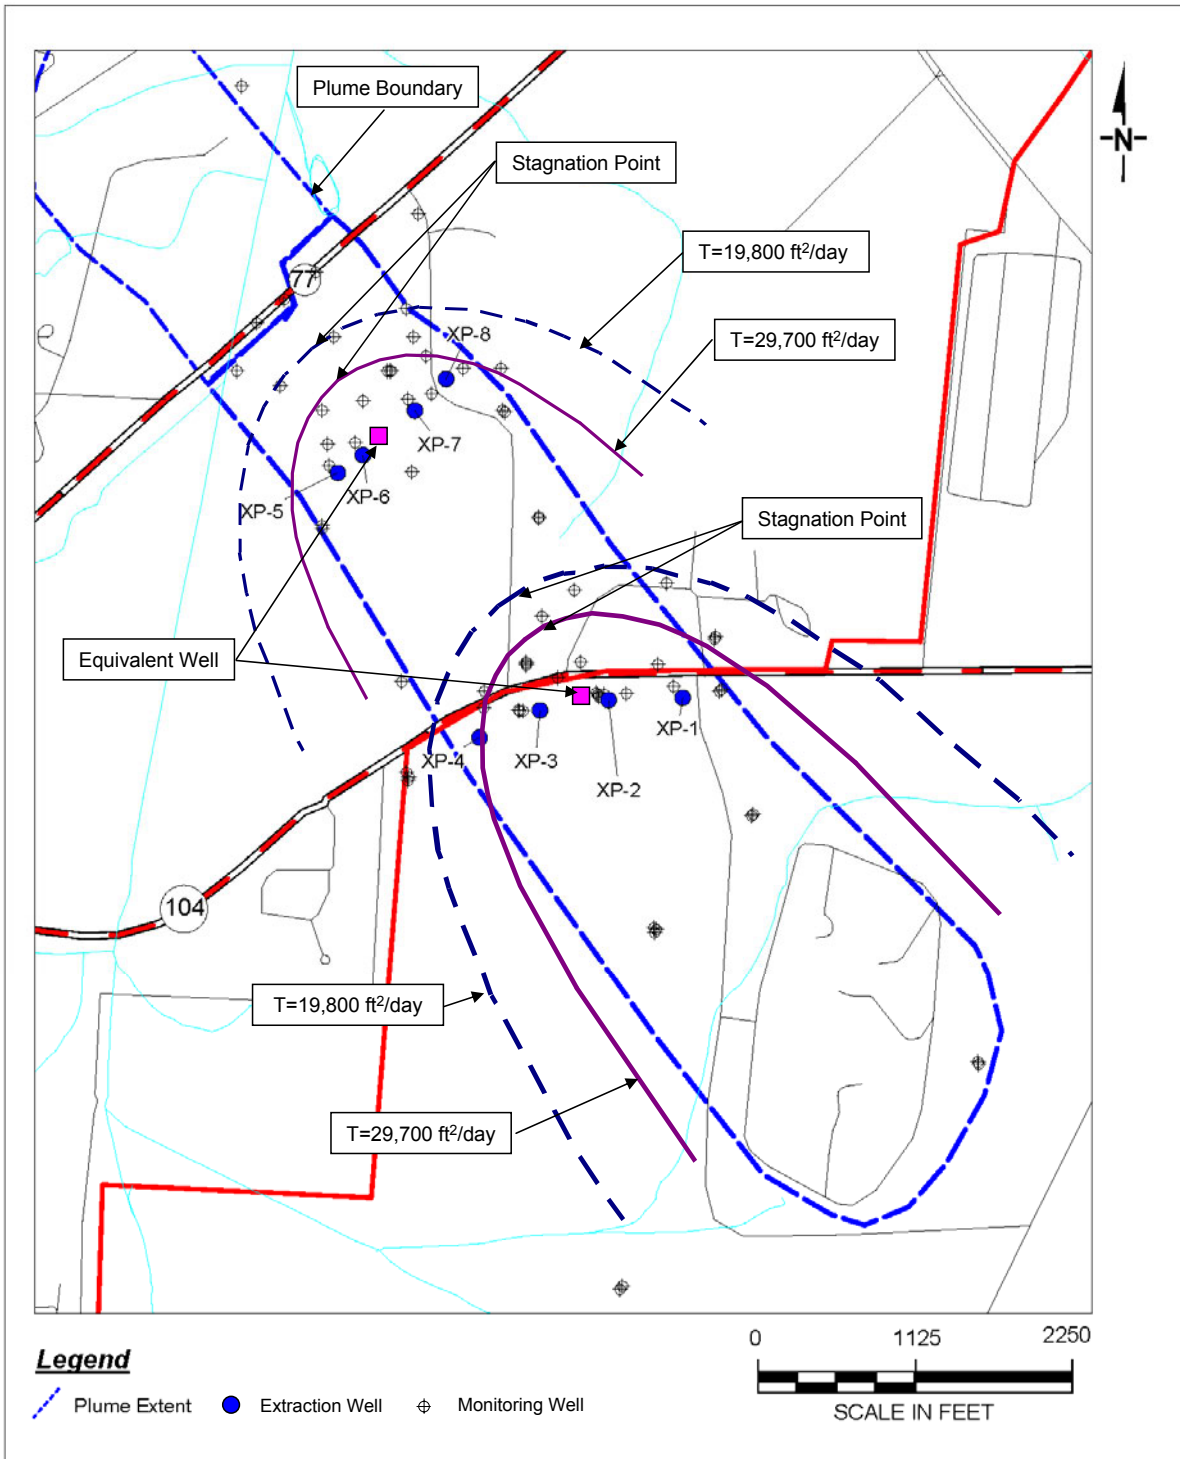 Plume Boundary
Stagnation Point
N
T=19,800 ft²/day
77
T=29,700 ft²/day
XP-8
XP-7
XP-6
XP-5
Stagnation Point
Equivalent Well
XP-1
XP-4
XP-3
XP-2
104
T=19,800 ft²/day
T=29,700 ft²/day
Legend
Plume Extent
Extraction Well
Monitoring Well
0 1125 2250
SCALE IN FEET